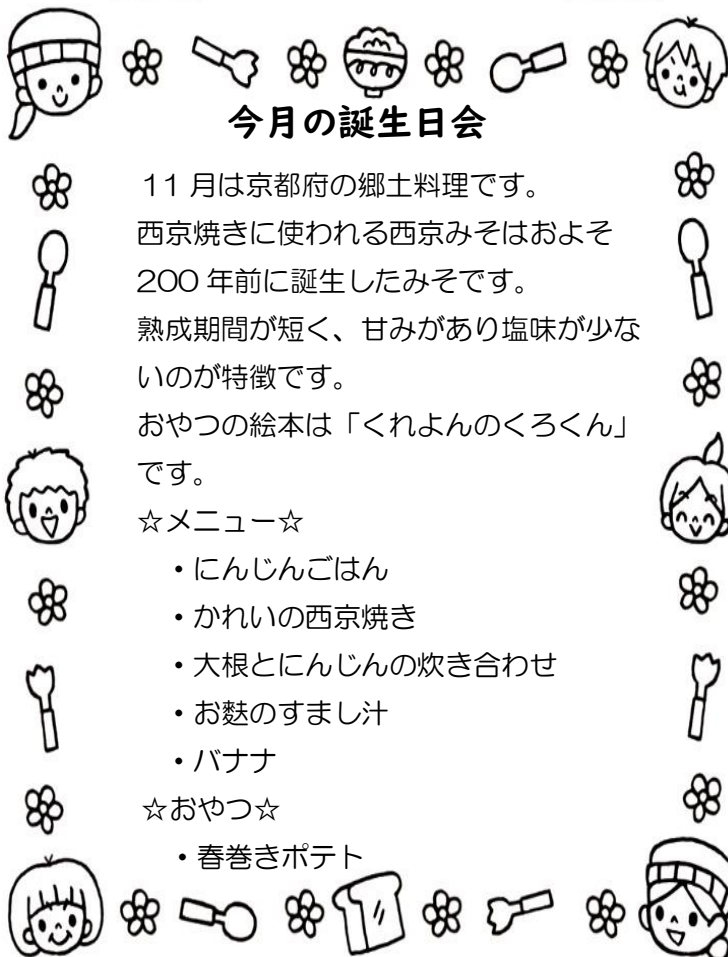 今月の誕生日会
11月は京都府の郷土料理です。
西京焼きに使われる西京みそはおよそ
200年前に誕生したみそです。
熟成期間が短く、甘みがあり塩味が少な
いのが特徴です。
おやつの絵本は「くれよんのくろくん」
です。
☆メニュー☆
・にんじんごはん
・かれいの西京焼き
・大根とにんじんの炊き合わせ
・お麩のすまし汁
・バナナ
☆おやつ☆
・春巻きポテト